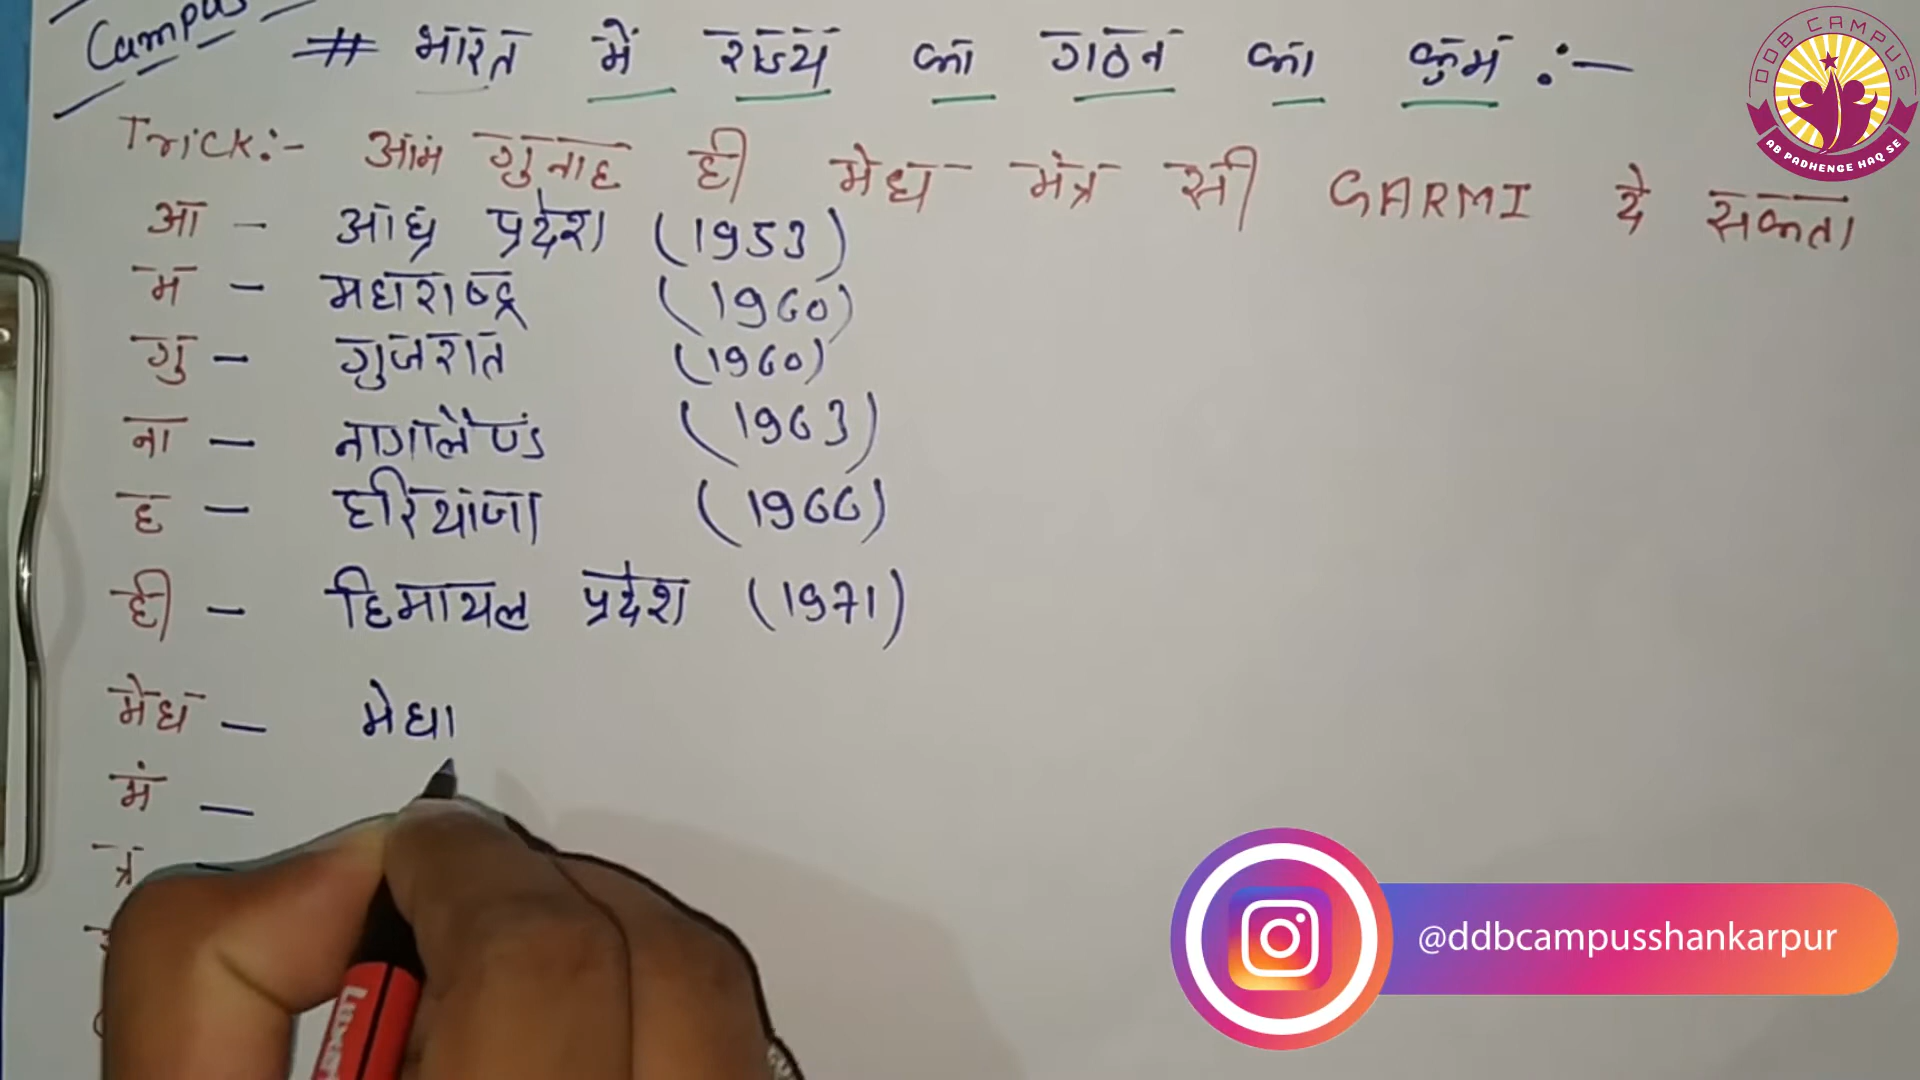 Campus
# भारत में राज्य का गठन का क्रम :-
DDB CAMPUS
AB PADHENGE HAQ SE
Trick:- आम गुनाह ही मेघ मंत्र सी GARMI दे सकता
आ - आंध्र प्रदेश (1953)
म - महाराष्ट्र (1960)
गु - गुजरात (1960)
ना - नागालैण्ड (1963)
ह - हरियाणा (1966)
ही - हिमाचल प्रदेश (1971)
मेघ - मेघा
मं -
त्र -
@ddbcampusshankarpur